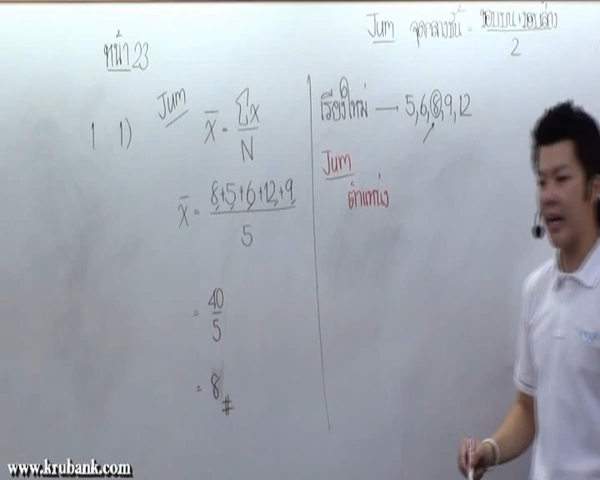 หน้า 23
Jum จุดกลางชั้น = ขอบบน+ขอบล่าง
2
1 1) Jum
x̄ = Σx
N
x̄ = 8+5+6+12+9
5
= 40
5
= 8 #
เรียงใหม่ → 5,6,8,9,12
Jum
ตำแหน่ง
www.krubank.com